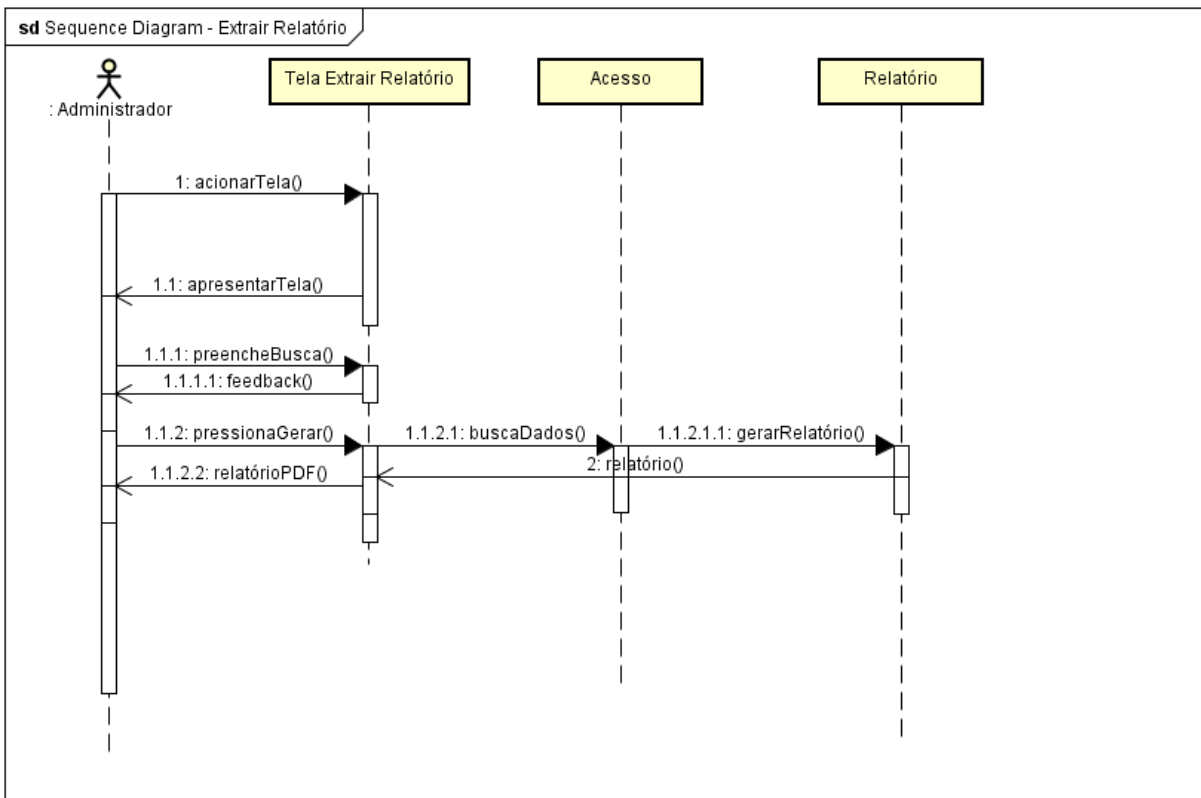 sd Sequence Diagram - Extrair Relatório
: Administrador
Tela Extrair Relatório
Acesso
Relatório
1: acionarTela()
1.1: apresentarTela()
1.1.1: preencheBusca()
1.1.1.1: feedback()
1.1.2: pressionaGerar()
1.1.2.1: buscaDados()
1.1.2.1.1: gerarRelatório()
2: relatório()
1.1.2.2: relatórioPDF()